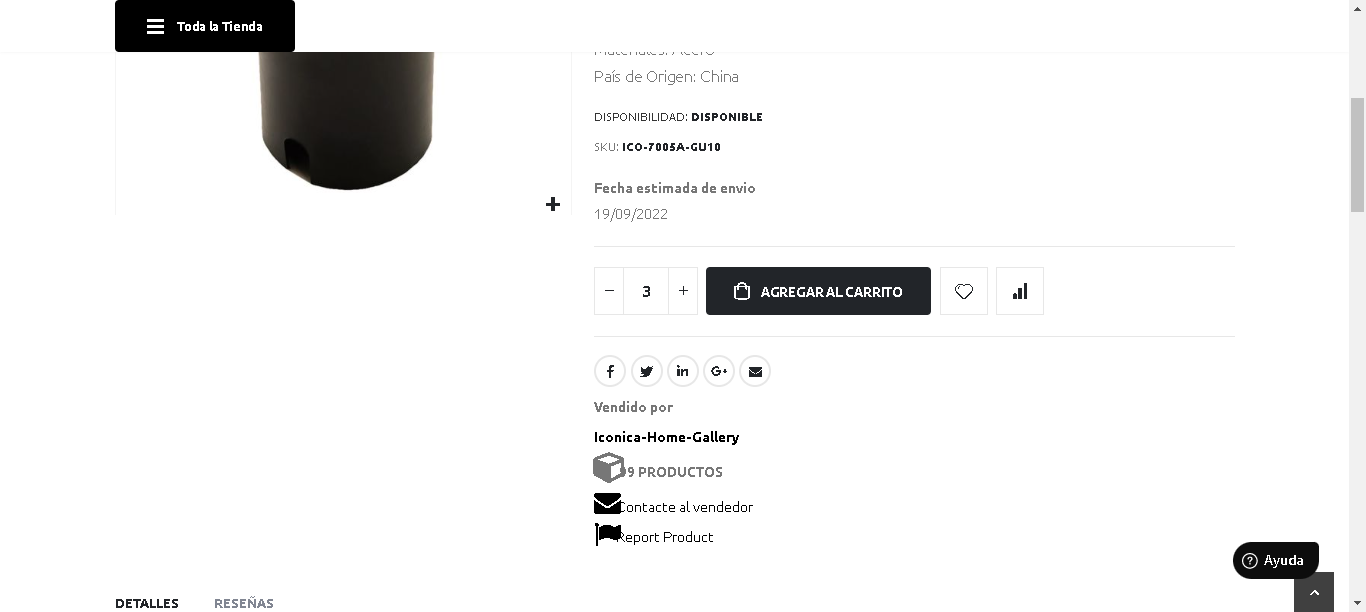 Toda la Tienda
Materiales: Acero
País de Origen: China
DISPONIBILIDAD: DISPONIBLE
SKU: ICO-7005A-GU10
Fecha estimada de envio
19/09/2022
3
AGREGAR AL CARRITO
Vendido por
Iconica-Home-Gallery
99 PRODUCTOS
Contacte al vendedor
Report Product
Ayuda
DETALLES
RESEÑAS